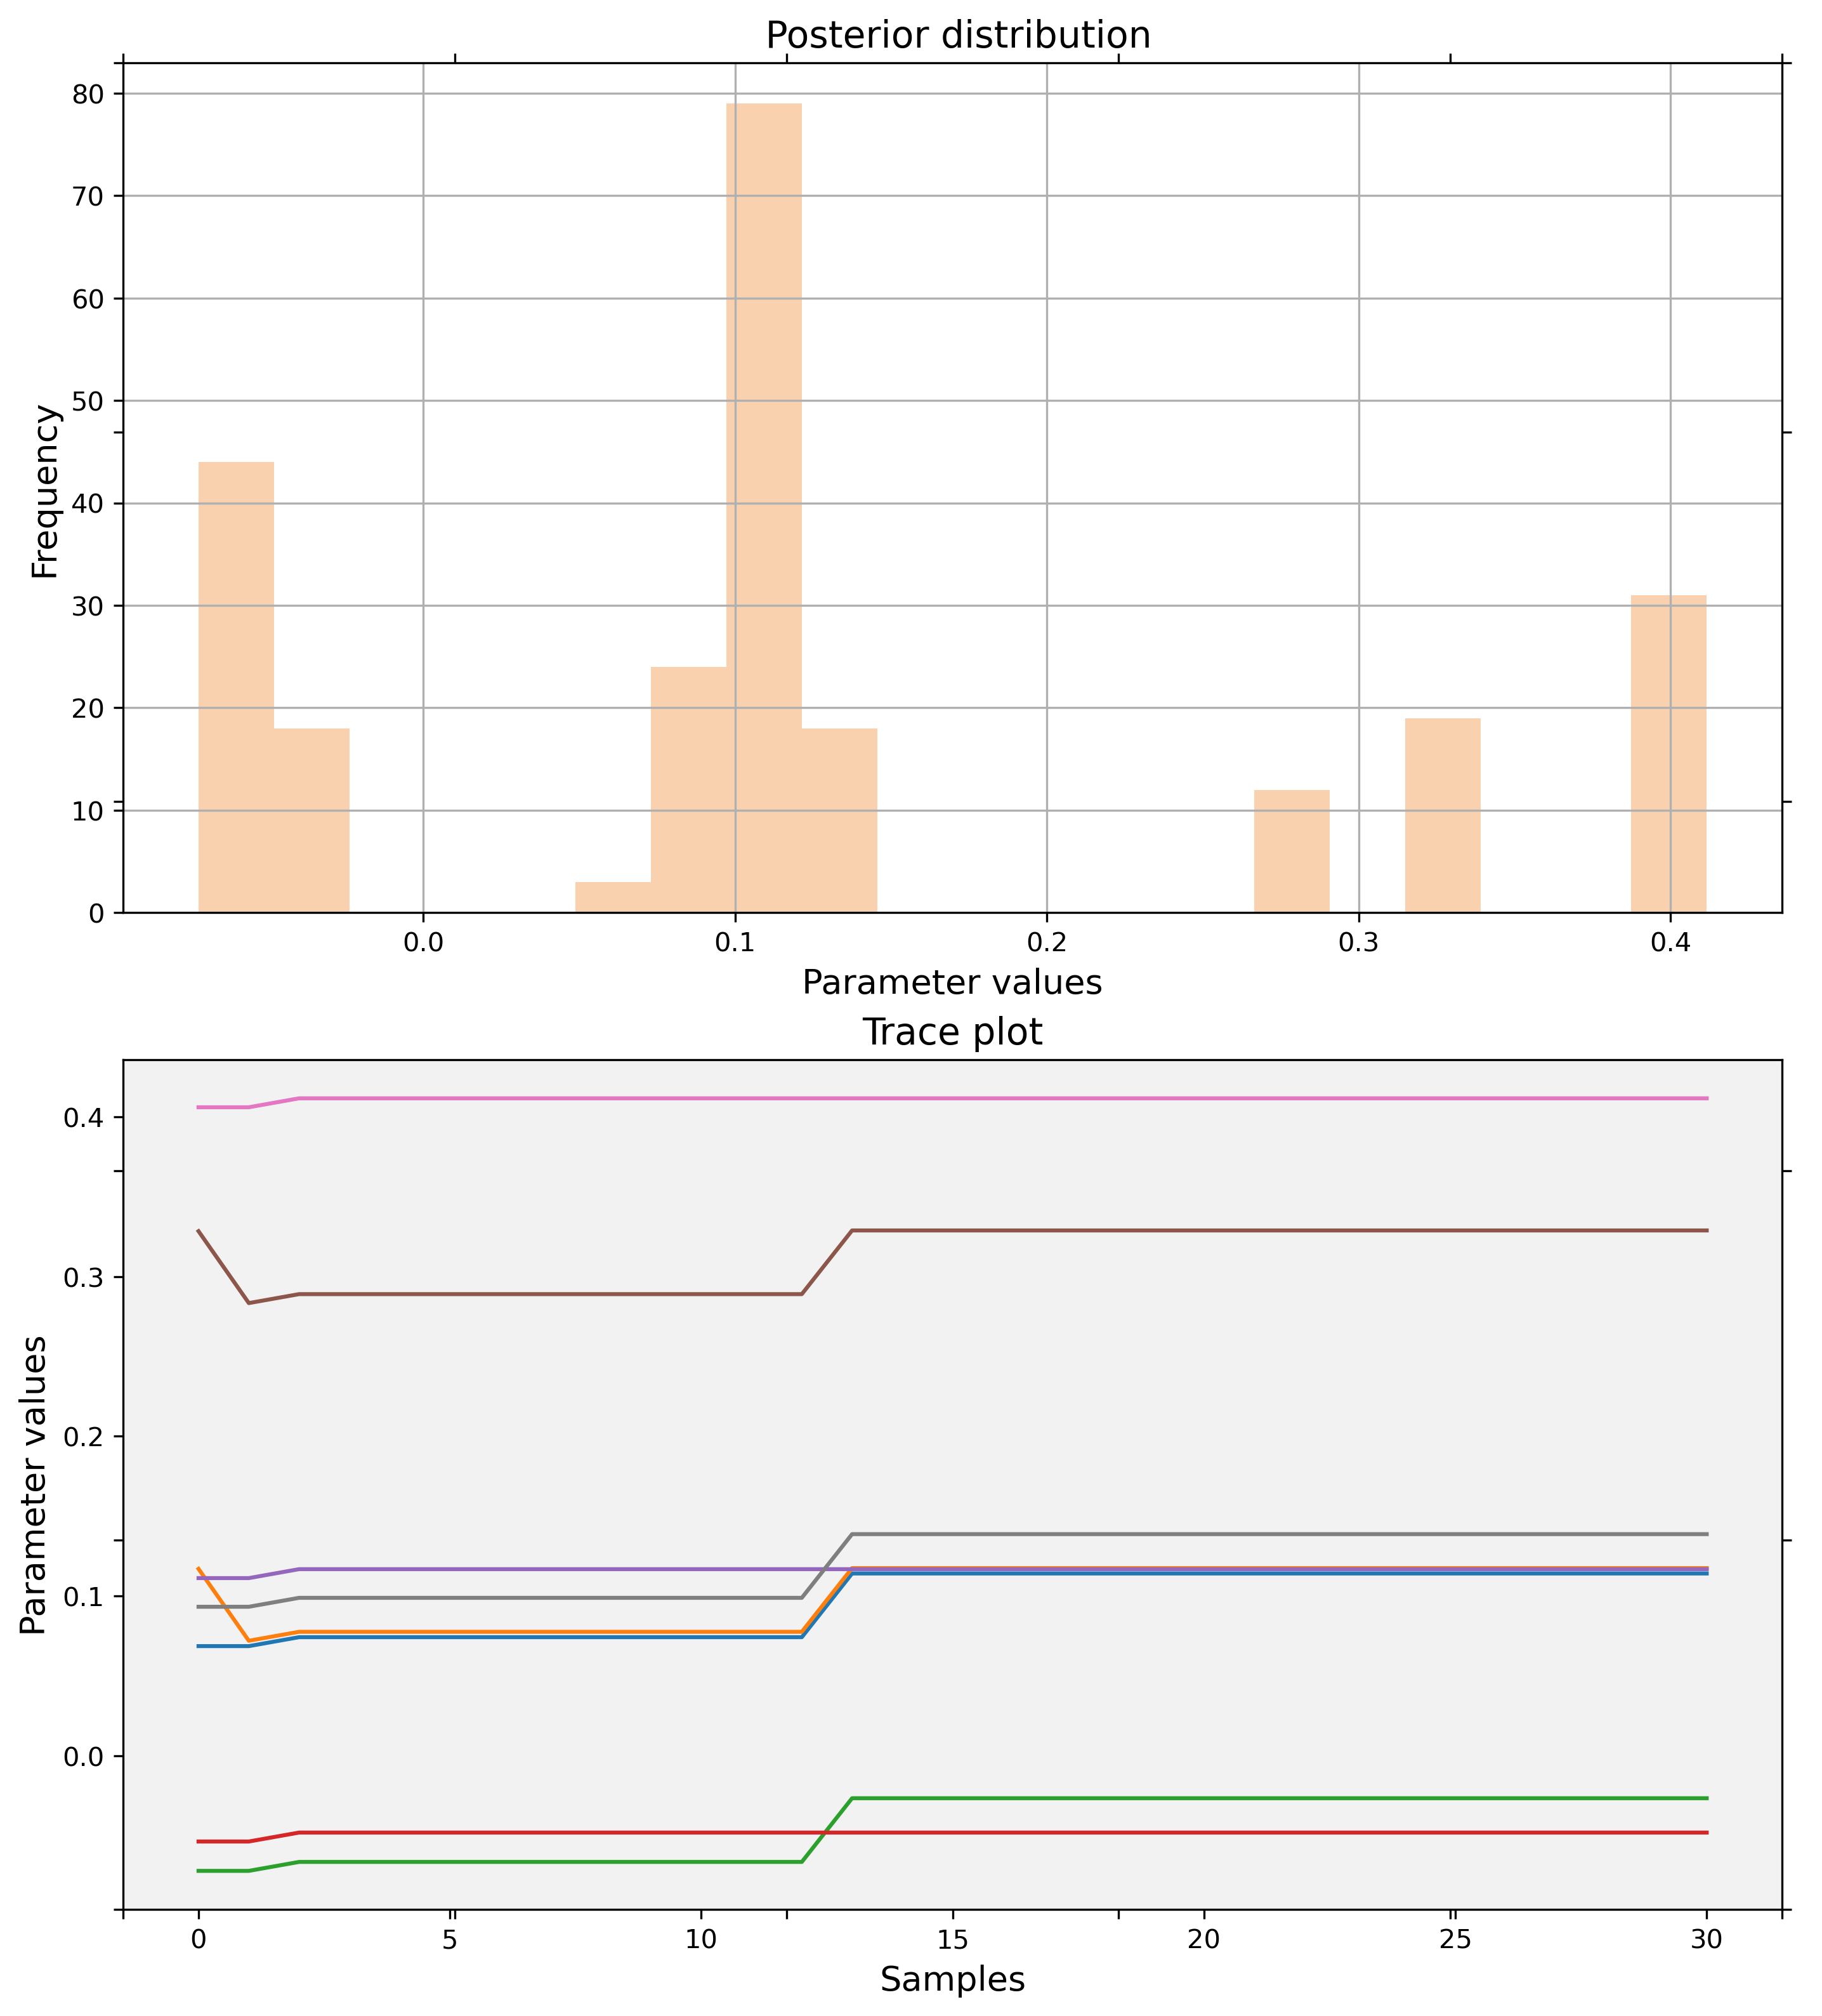 Posterior distribution
80
70
60
50
40
30
20
10
0
Frequency
0.0 0.1 0.2 0.3 0.4
Parameter values
Trace plot
0.4
0.3
0.2
0.1
0.0
Parameter values
0 5 10 15 20 25 30
Samples